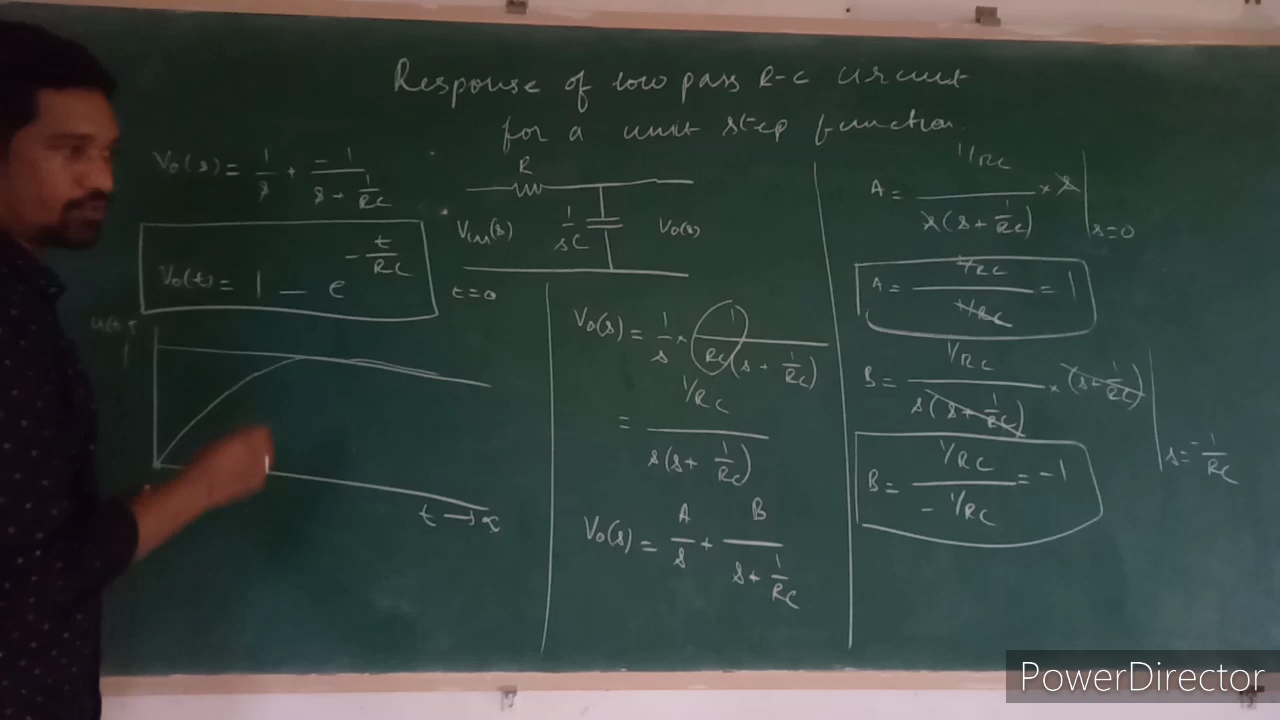 Response of low pass R-C circuit
for a unit step function.
V₀(s) = 1/s + -1/(s + 1/RC)
V₀(t) = 1 - e^(-t/RC)
u(t)
1
t → ∝
R
Vin(s) 1/sC V₀(s)
t=0
V₀(s) = 1/s × 1/RC(s + 1/RC)
= 1/RC / s(s + 1/RC)
V₀(s) = A/s + B/(s + 1/RC)
A = 1/RC / s(s + 1/RC) × s | s=0
A = 1/RC / 1/RC = 1
B = 1/RC / s(s + 1/RC) × (s + 1/RC) | s = -1/RC
B = 1/RC / -1/RC = -1
PowerDirector